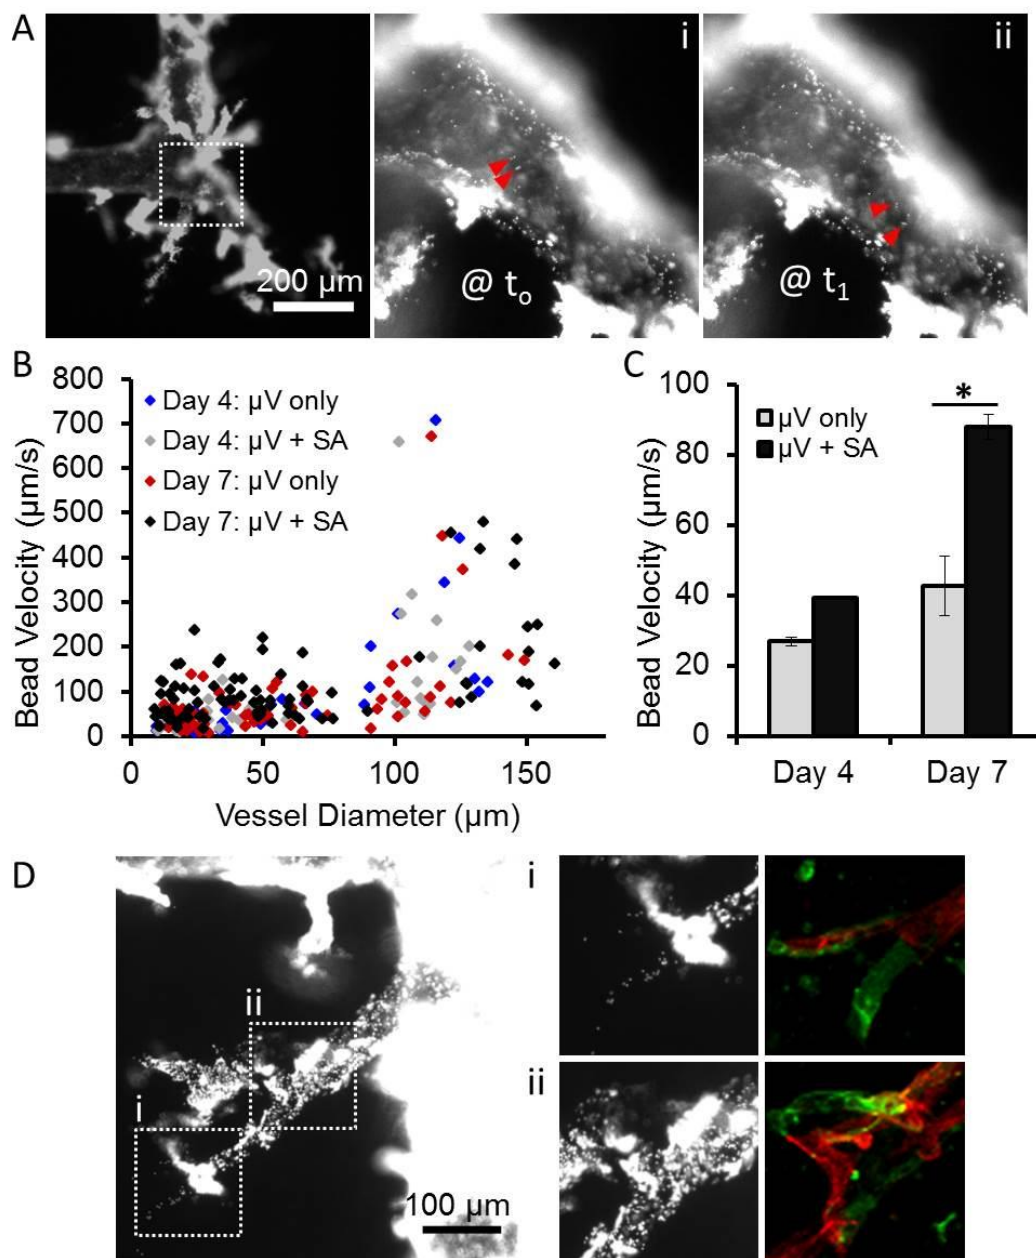 A
i
ii
200 µm
@ t₀
@ t₁
B
800
700
600
500
400
300
200
100
0
0
50
100
150
Bead Velocity (µm/s)
Vessel Diameter (µm)
Day 4: µV only
Day 4: µV + SA
Day 7: µV only
Day 7: µV + SA
C
100
80
60
40
20
0
Bead Velocity (µm/s)
µV only
µV + SA
*
Day 4
Day 7
D
ii
i
100 µm
i
ii